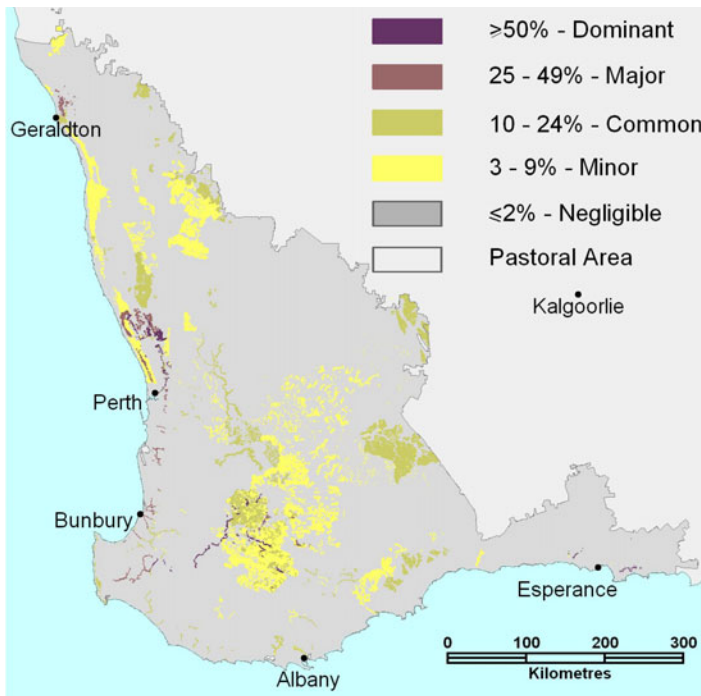 ⩾50% - Dominant
25 - 49% - Major
10 - 24% - Common
3 - 9% - Minor
⩽2% - Negligible
Pastoral Area
Geraldton
Kalgoorlie
Perth
Bunbury
Esperance
Albany
0 100 200 300
Kilometres